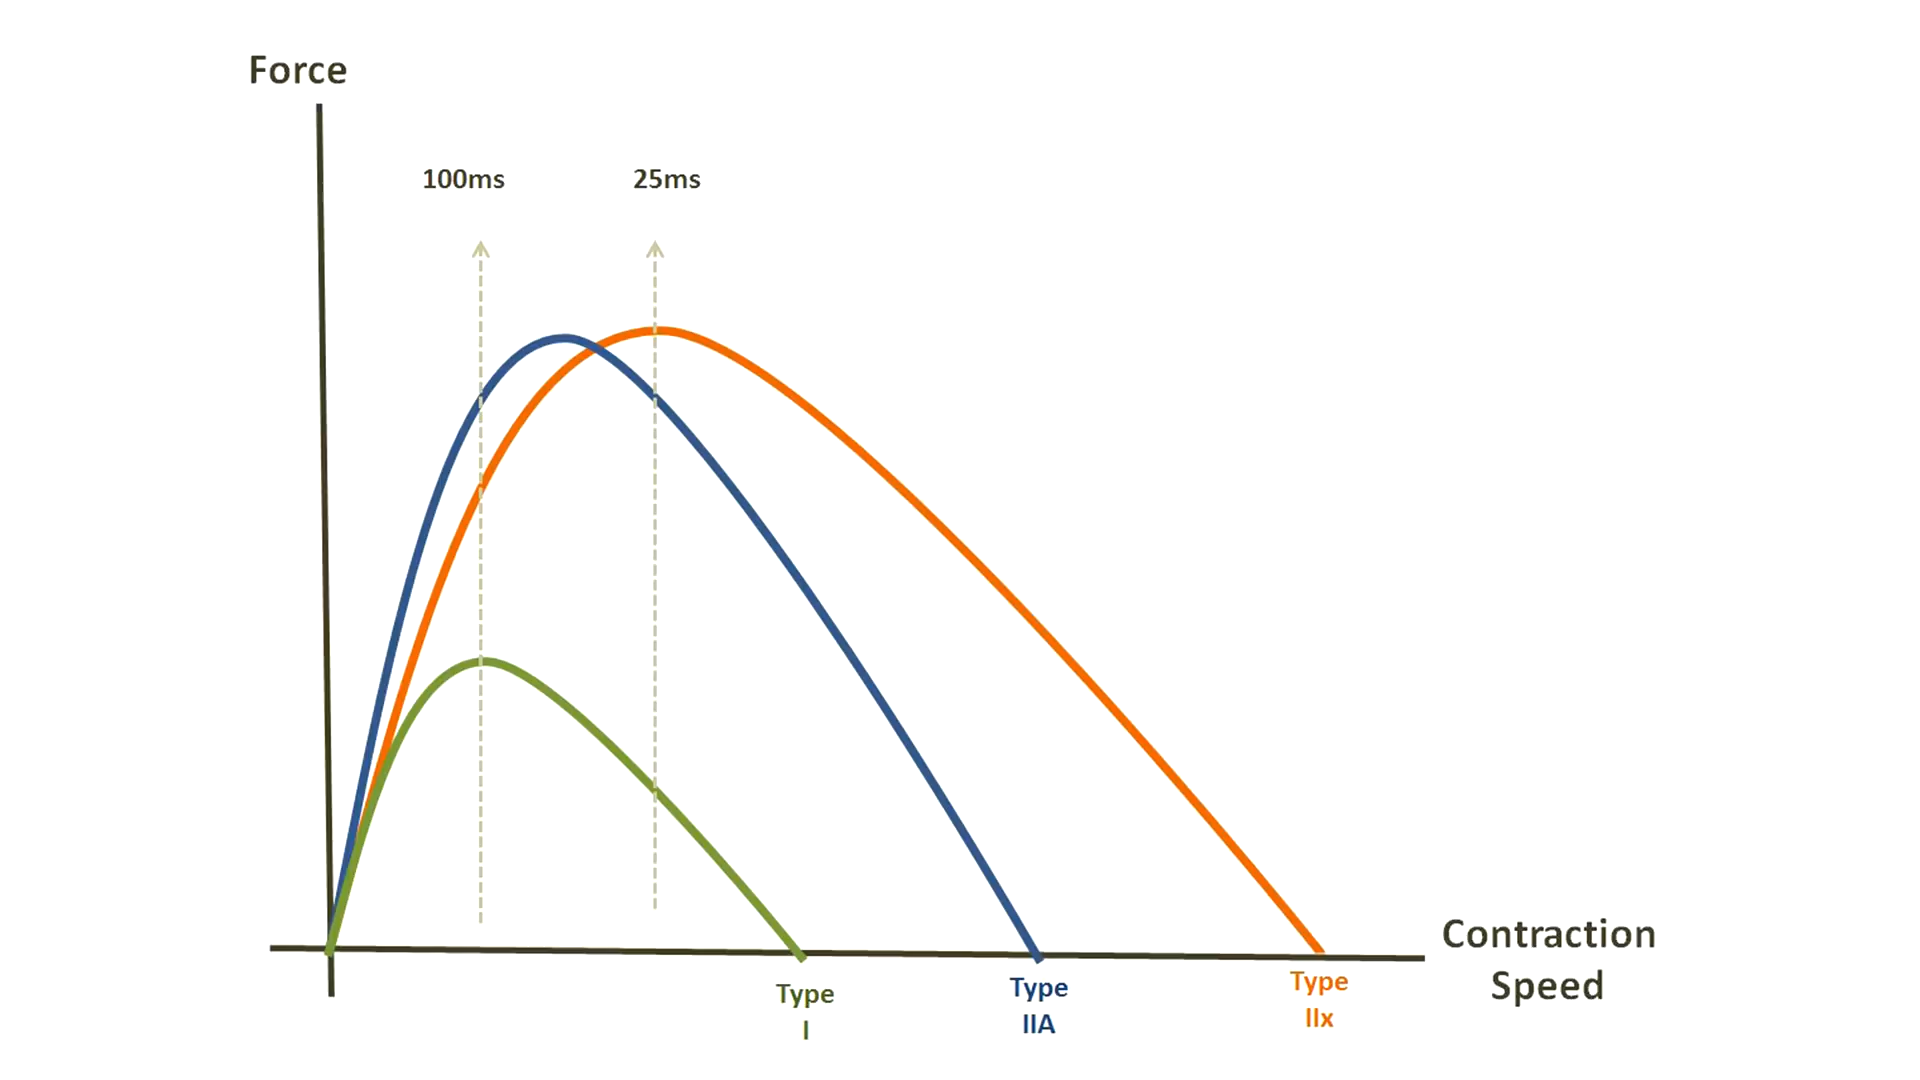 Force
100ms
25ms
Contraction
Speed
Type
I
Type
IIA
Type
IIx